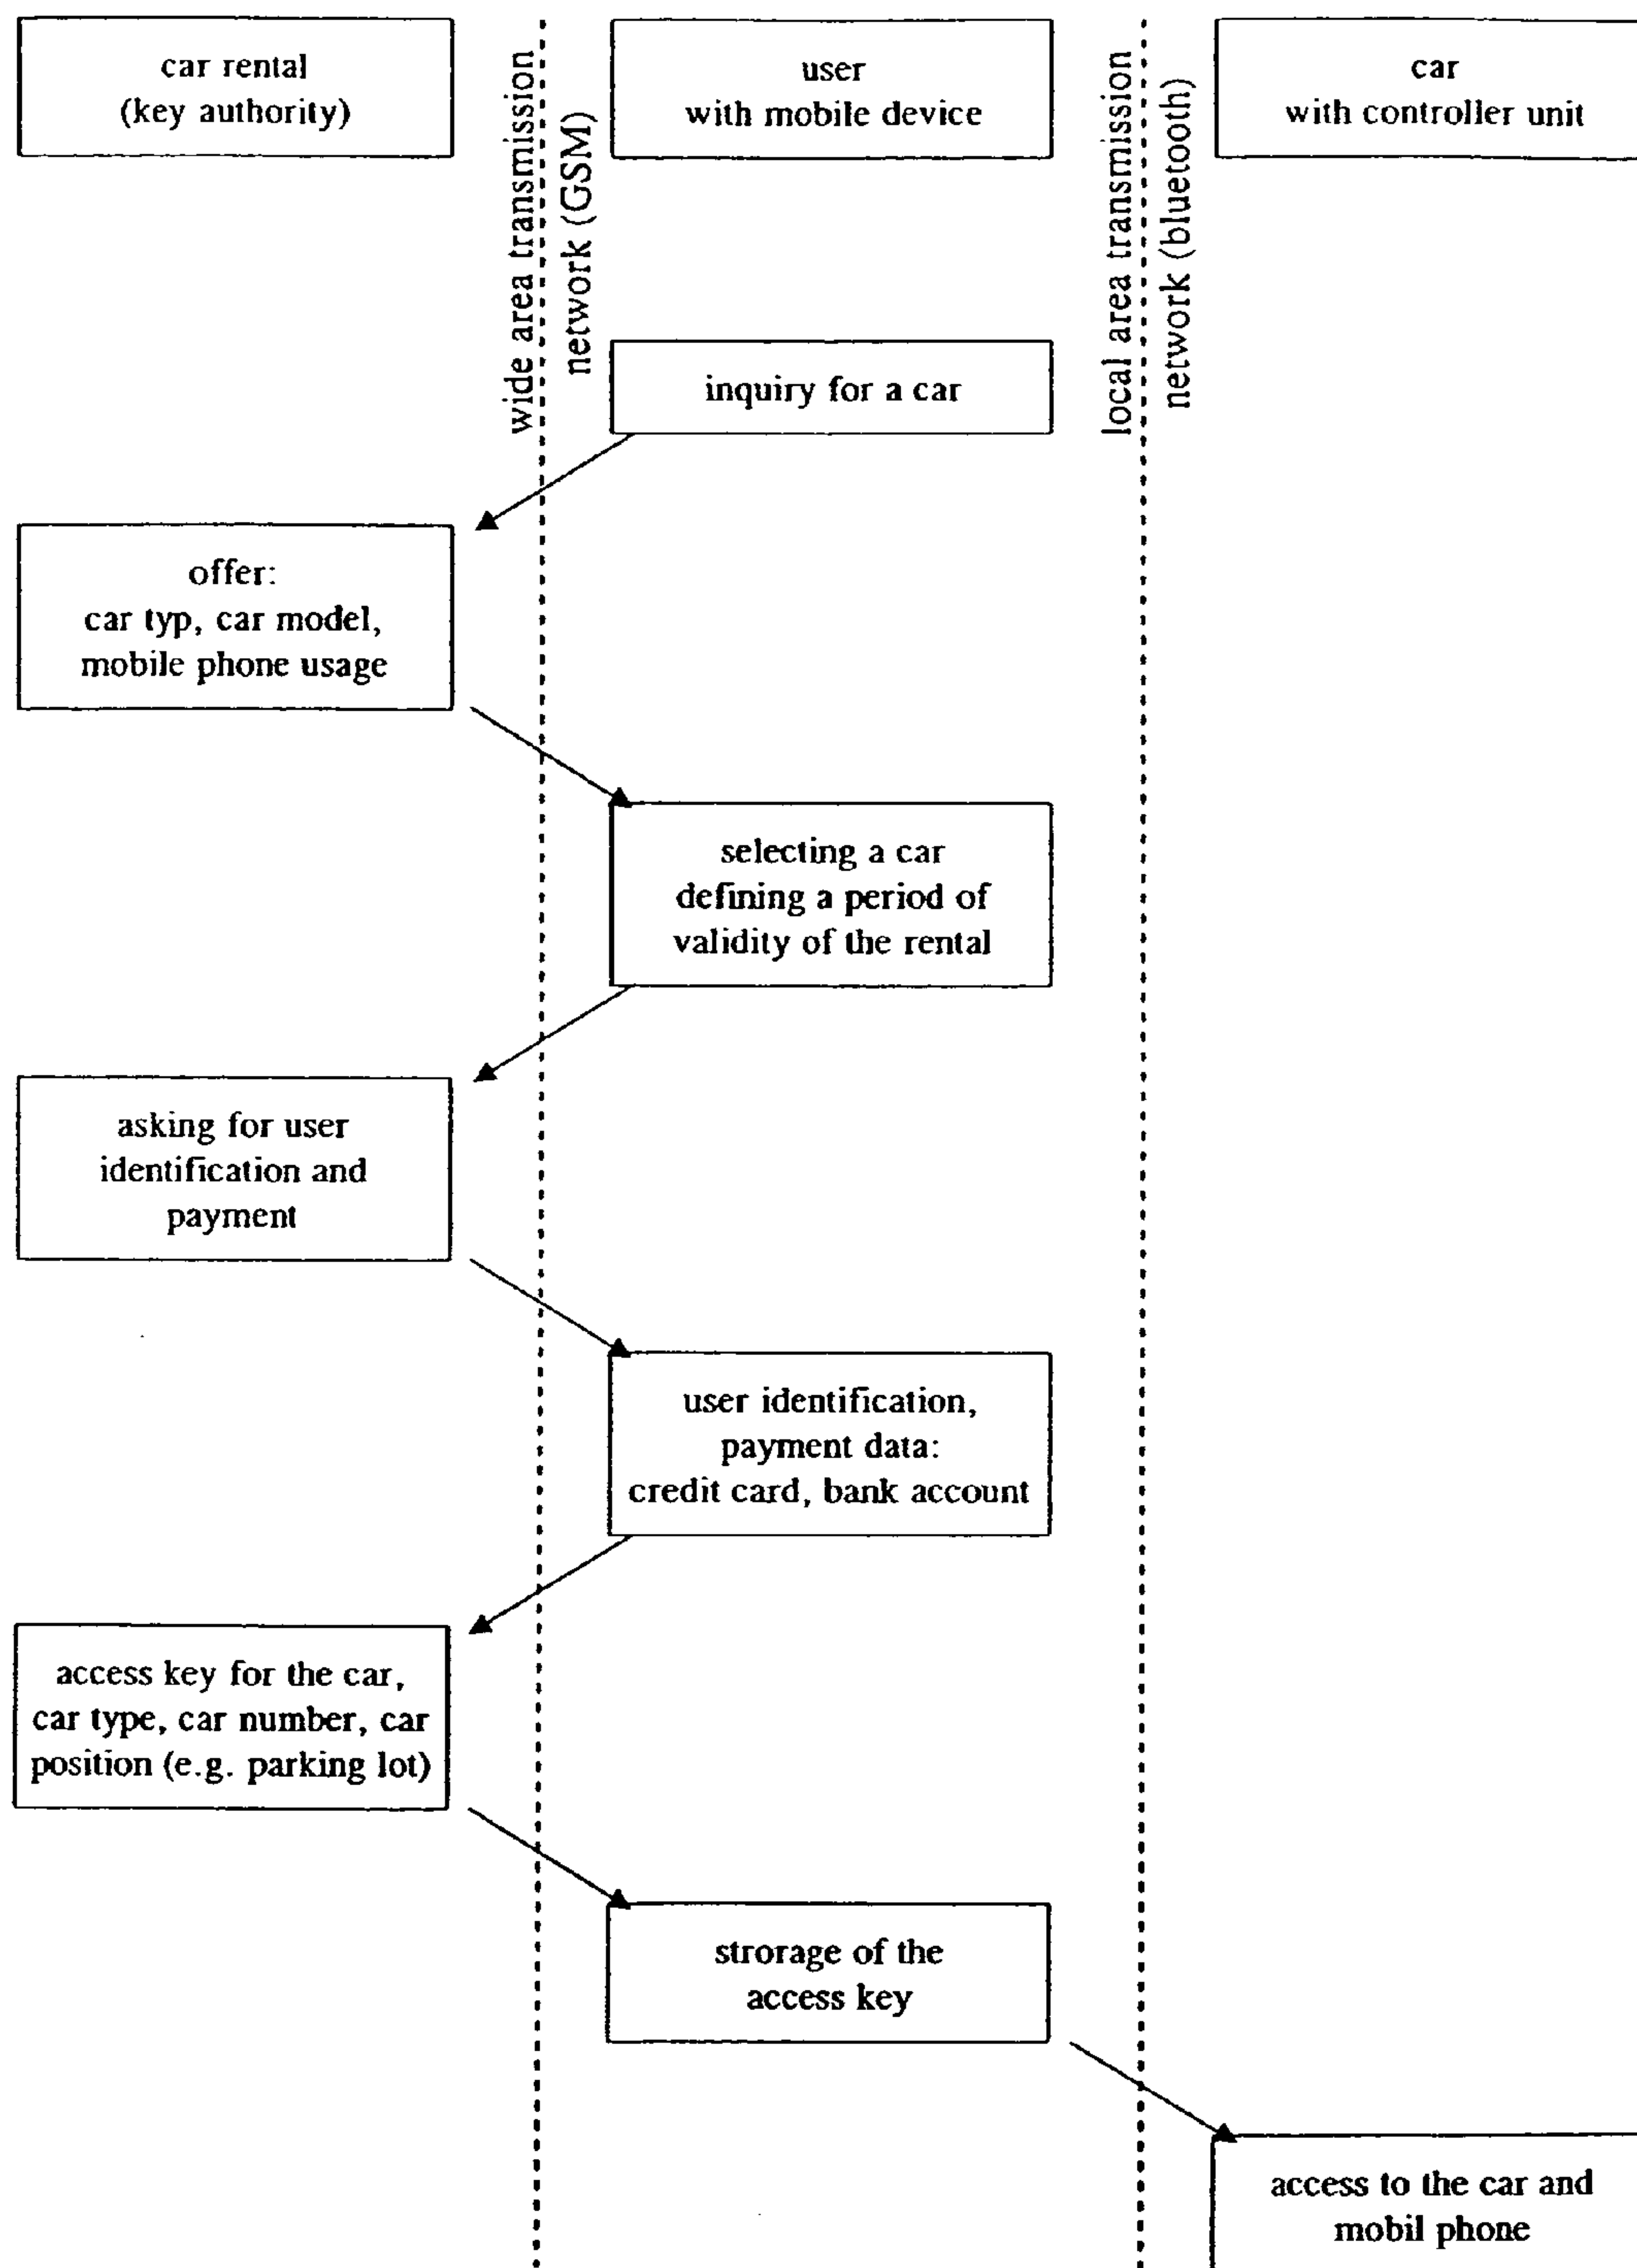 car rental
(key authority)
wide area transmission
network (GSM)
user
with mobile device
local area transmission
network (bluetooth)
car
with controller unit
inquiry for a car
offer:
car typ, car model,
mobile phone usage
selecting a car
defining a period of
validity of the rental
asking for user
identification and
payment
user identification,
payment data:
credit card, bank account
access key for the car,
car type, car number, car
position (e.g. parking lot)
strorage of the
access key
access to the car and
mobil phone